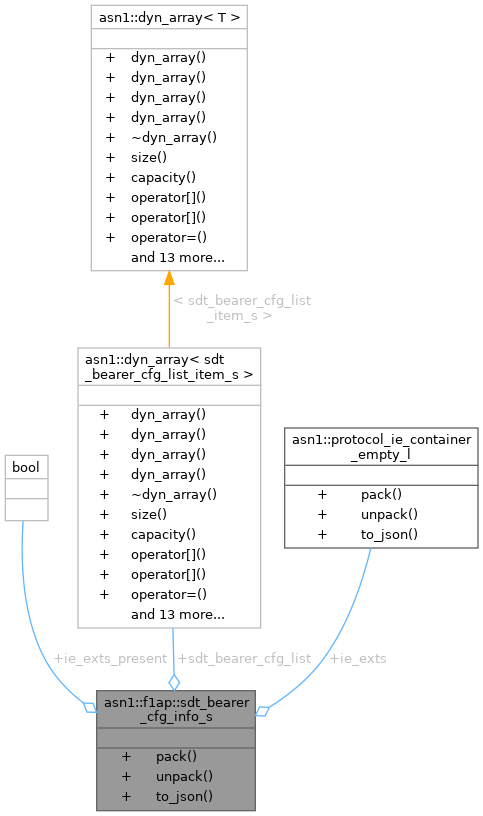 asn1::dyn_array< T >
+ dyn_array()
+ dyn_array()
+ dyn_array()
+ dyn_array()
+ ~dyn_array()
+ size()
+ capacity()
+ operator[]()
+ operator[]()
+ operator=()
and 13 more...
< sdt_bearer_cfg_list
_item_s >
asn1::dyn_array< sdt
_bearer_cfg_list_item_s >
+ dyn_array()
+ dyn_array()
+ dyn_array()
+ dyn_array()
+ ~dyn_array()
+ size()
+ capacity()
+ operator[]()
+ operator[]()
+ operator=()
and 13 more...
asn1::protocol_ie_container
_empty_l
+ pack()
+ unpack()
+ to_json()
bool
+ie_exts_present
+sdt_bearer_cfg_list
+ie_exts
asn1::f1ap::sdt_bearer
_cfg_info_s
+ pack()
+ unpack()
+ to_json()